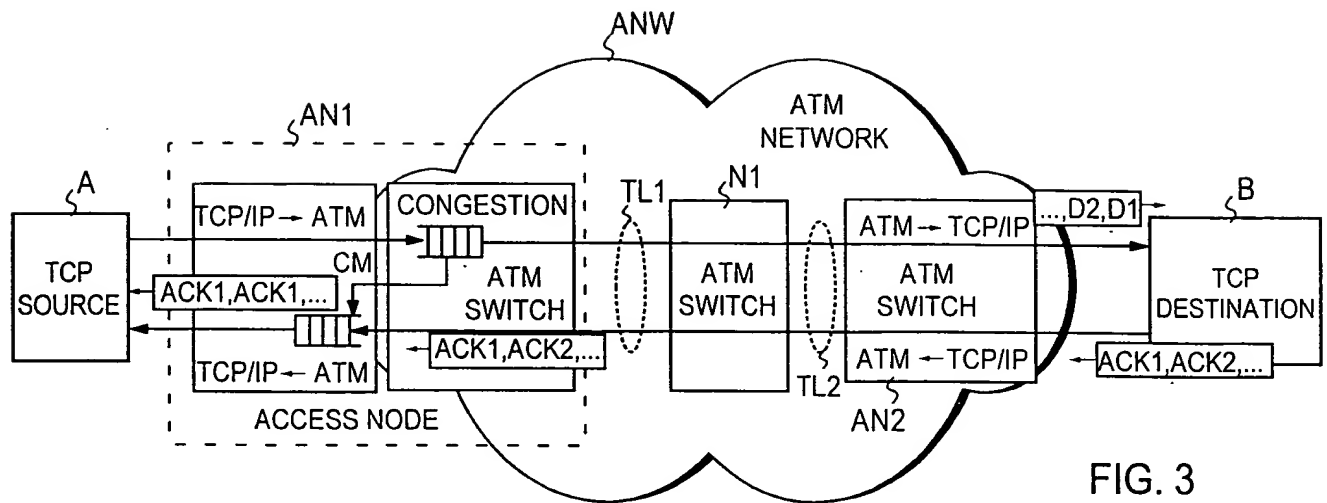 ANW
ATM
NETWORK
AN1
A
TCP
SOURCE
TCP/IP → ATM
CONGESTION
CM
ATM
SWITCH
ACK1,ACK1,...
TCP/IP ← ATM
ACK1,ACK2,...
ACCESS NODE
TL1
N1
ATM
SWITCH
TL2
ATM → TCP/IP
ATM
SWITCH
ATM ← TCP/IP
AN2
...,D2,D1
B
TCP
DESTINATION
ACK1,ACK2,...
FIG. 3